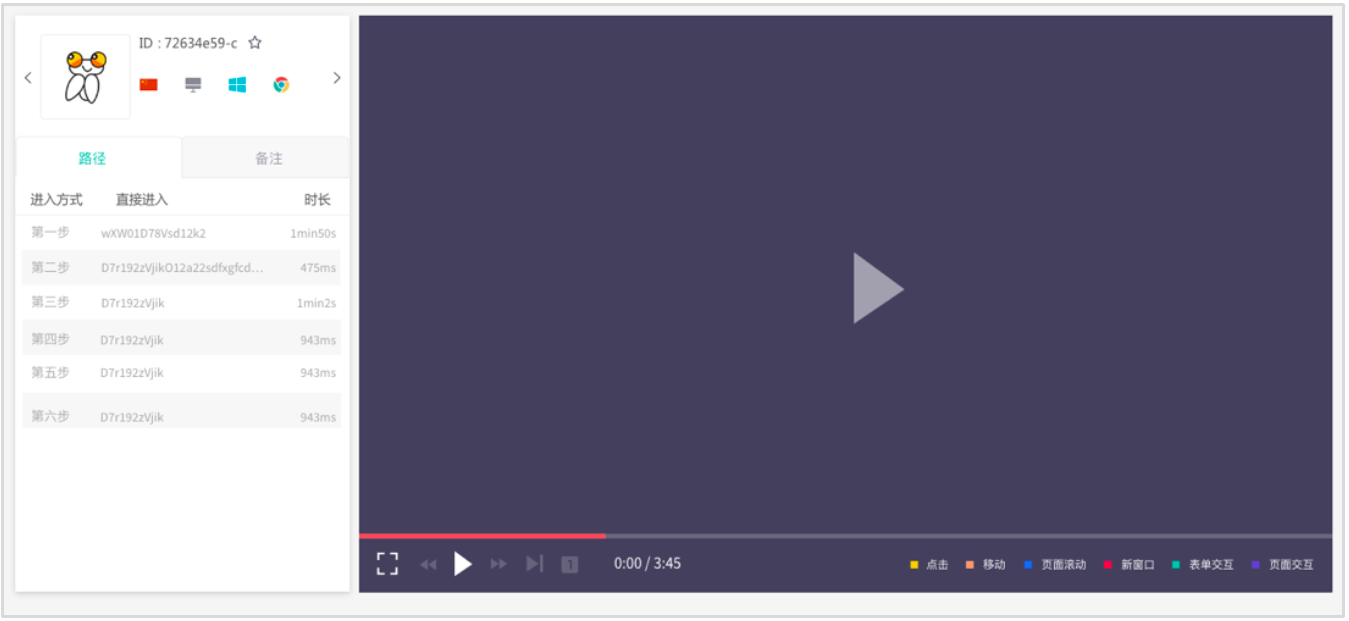 ID : 72634e59-c
路径 备注
进入方式 直接进入 时长
第一步 wXW01D78Vsd12k2 1min50s
第二步 D7r192zVjikO12a22sdfxgfcd... 475ms
第三步 D7r192zVjik 1min2s
第四步 D7r192zVjik 943ms
第五步 D7r192zVjik 943ms
第六步 D7r192zVjik 943ms
1 0:00 / 3:45 点击 移动 页面滚动 新窗口 表单交互 页面交互